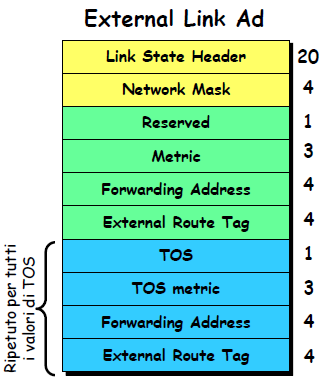 External Link Ad
Link State Header 20
Network Mask 4
Reserved 1
Metric 3
Forwarding Address 4
External Route Tag 4
TOS 1
TOS metric 3
Forwarding Address 4
External Route Tag 4
Ripetuto per tutti
i valori di TOS